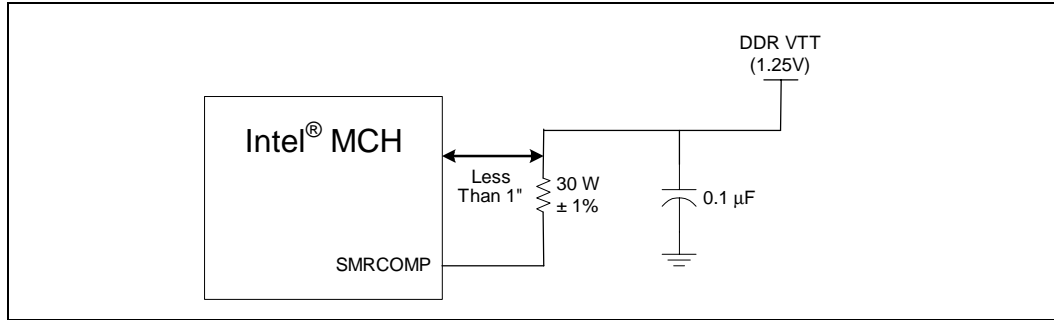 DDR VTT
(1.25V)
Intel® MCH
Less
Than 1"
30 W
± 1%
0.1 μF
SMRCOMP